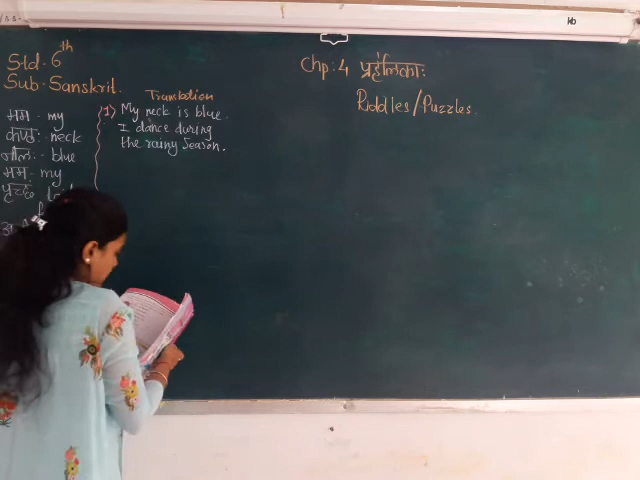 Std. 6th
Sub. Sanskrit.
Chp: 4 प्रहेलिकाः
Riddles/Puzzles.
मम - my
कण्ठः - neck
नीलः - blue
मम - my
Translation
1) My neck is blue.
I dance during
the rainy Season.